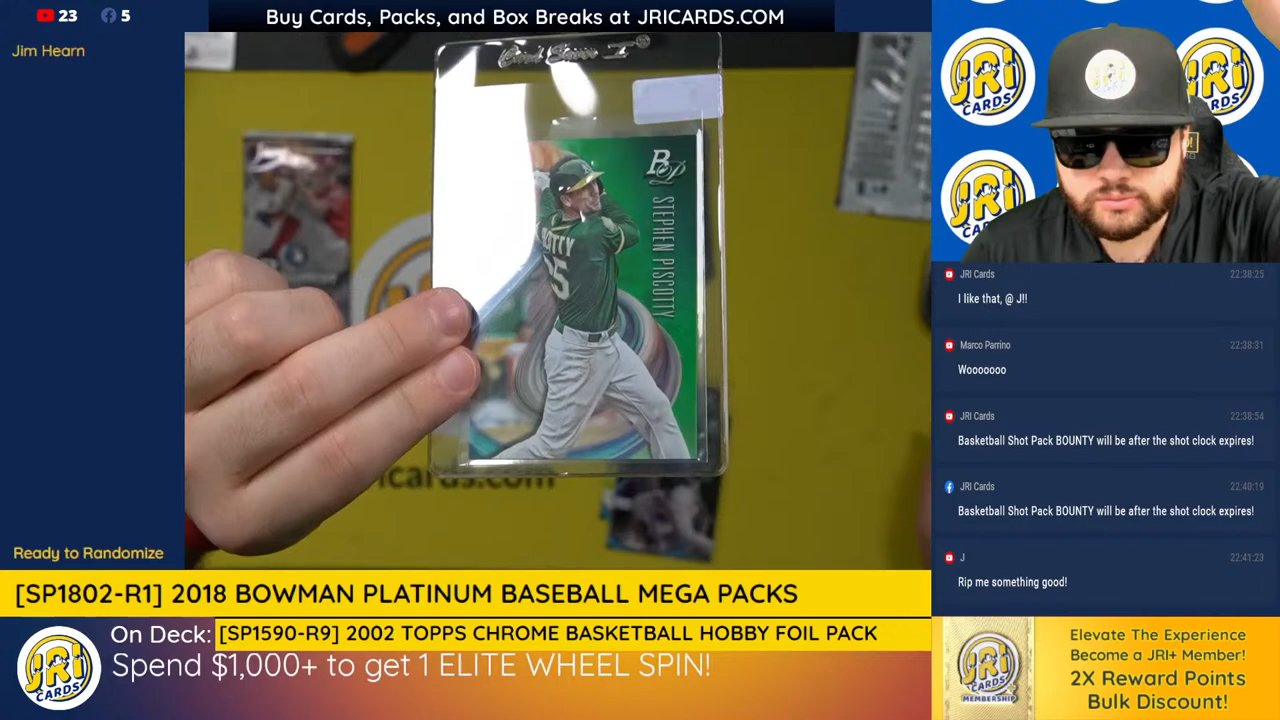 23
5
Buy Cards, Packs, and Box Breaks at JRICARDS.COM
Jim Hearn
Card Saver I
BP
STEPHEN PISCOTTY
JRI
CARDS
JRI
JRI
CARDS
JRI
JRI Cards 22:38:25
I like that, @ J!!
Marco Parrino 22:38:31
Wooooooo
JRI Cards 22:38:54
Basketball Shot Pack BOUNTY will be after the shot clock expires!
JRI Cards 22:40:19
Basketball Shot Pack BOUNTY will be after the shot clock expires!
J 22:41:23
Rip me something good!
ricards.com
Ready to Randomize
[SP1802-R1] 2018 BOWMAN PLATINUM BASEBALL MEGA PACKS
JRI
CARDS
On Deck: [SP1590-R9] 2002 TOPPS CHROME BASKETBALL HOBBY FOIL PACK
Spend $1,000+ to get 1 ELITE WHEEL SPIN!
JRI
CARDS
MEMBERSHIP
Elevate The Experience
Become a JRI+ Member!
2X Reward Points
Bulk Discount!